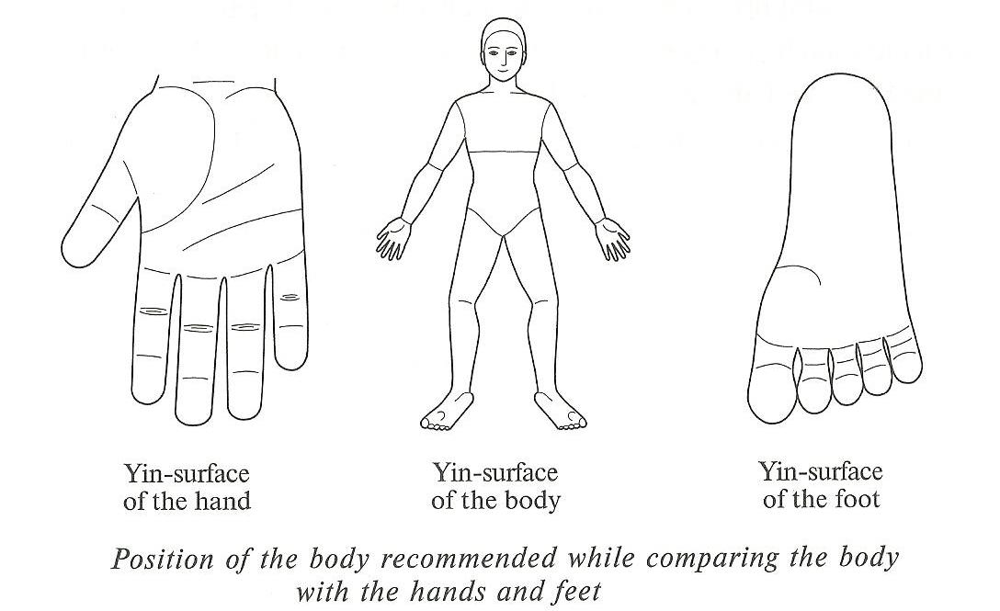 Yin-surface
of the hand
Yin-surface
of the body
Yin-surface
of the foot
Position of the body recommended while comparing the body
with the hands and feet